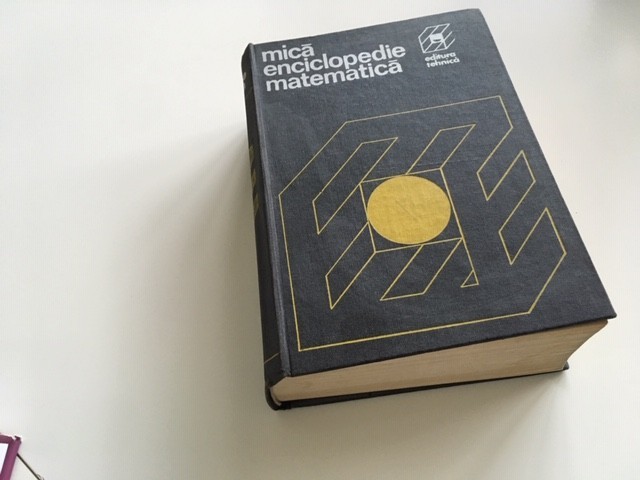 mică
enciclopedie
matematică
editura
tehnică